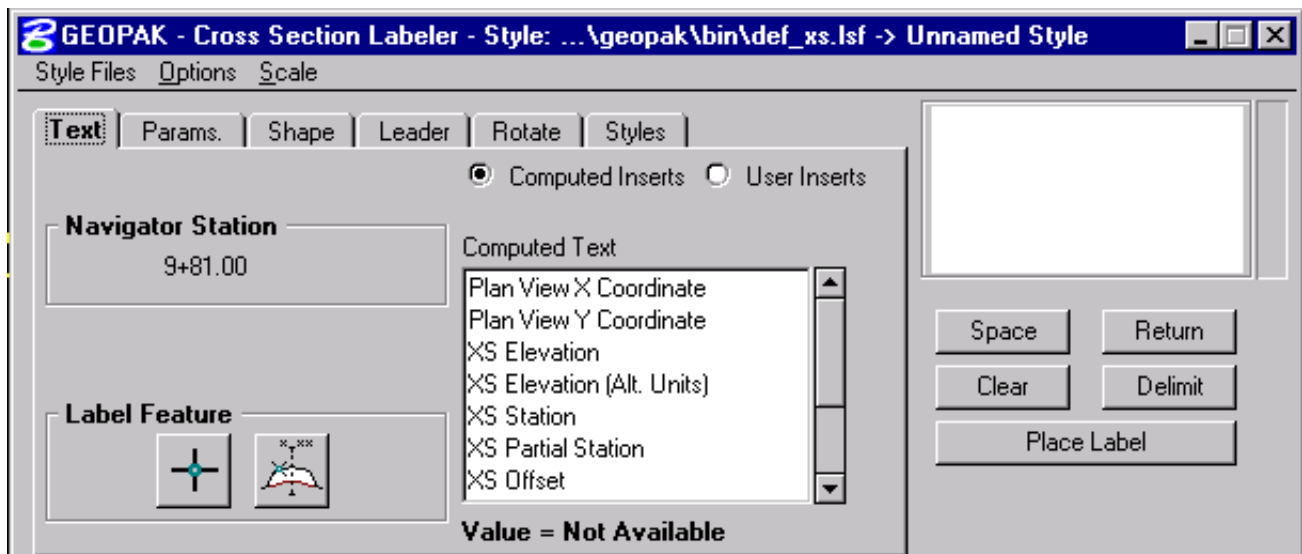 GEOPAK - Cross Section Labeler - Style: ...\geopak\bin\def_xs.lsf -> Unnamed Style
Style Files Options Scale
Text Params. Shape Leader Rotate Styles
Computed Inserts User Inserts
Navigator Station
9+81.00
Computed Text
Plan View X Coordinate
Plan View Y Coordinate
XS Elevation
XS Elevation (Alt. Units)
XS Station
XS Partial Station
XS Offset
Value = Not Available
Label Feature
x xx
Space Return
Clear Delimit
Place Label